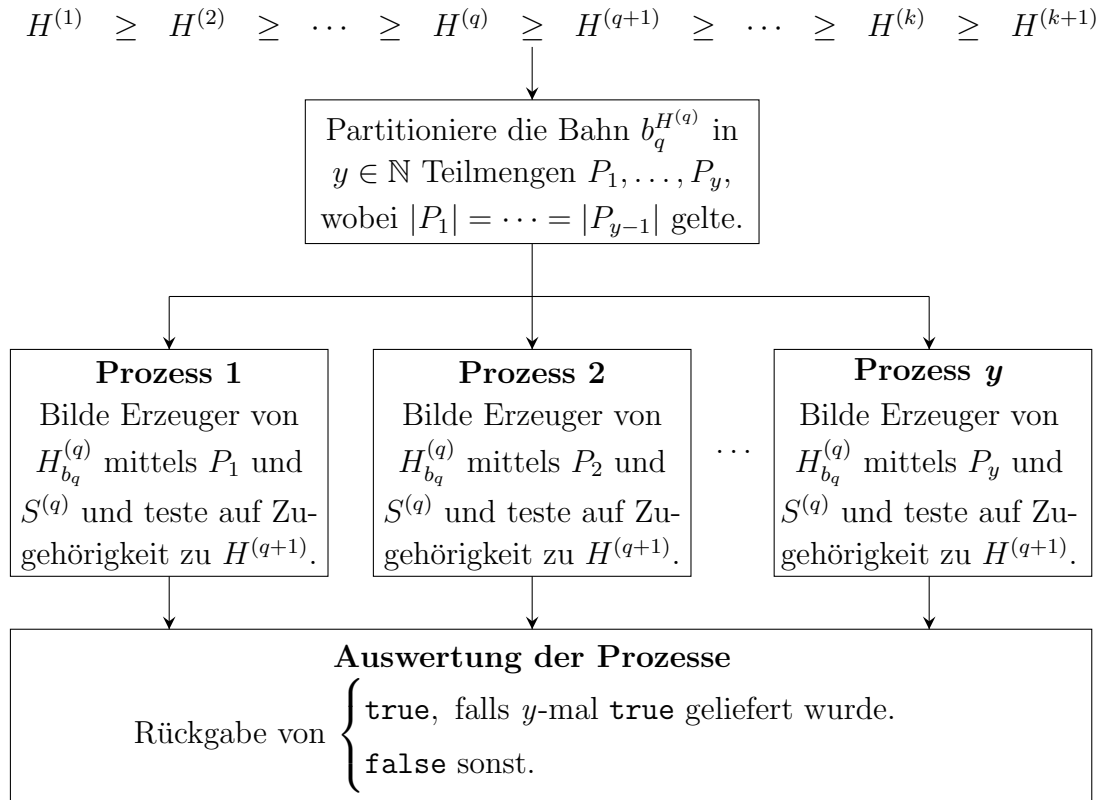 H^{(1)} ≥ H^{(2)} ≥ ⋯ ≥ H^{(q)} ≥ H^{(q+1)} ≥ ⋯ ≥ H^{(k)} ≥ H^{(k+1)}
Partitioniere die Bahn b_q^{H^{(q)}} in
y ∈ ℕ Teilmengen P_1, …, P_y,
wobei |P_1| = ⋯ = |P_{y−1}| gelte.
Prozess 1
Bilde Erzeuger von
H_{b_q}^{(q)} mittels P_1 und
S^{(q)} und teste auf Zu-
gehörigkeit zu H^{(q+1)}.
Prozess 2
Bilde Erzeuger von
H_{b_q}^{(q)} mittels P_2 und
S^{(q)} und teste auf Zu-
gehörigkeit zu H^{(q+1)}.
⋯
Prozess y
Bilde Erzeuger von
H_{b_q}^{(q)} mittels P_y und
S^{(q)} und teste auf Zu-
gehörigkeit zu H^{(q+1)}.
Auswertung der Prozesse
Rückgabe von {
true, falls y-mal true geliefert wurde.
false sonst.